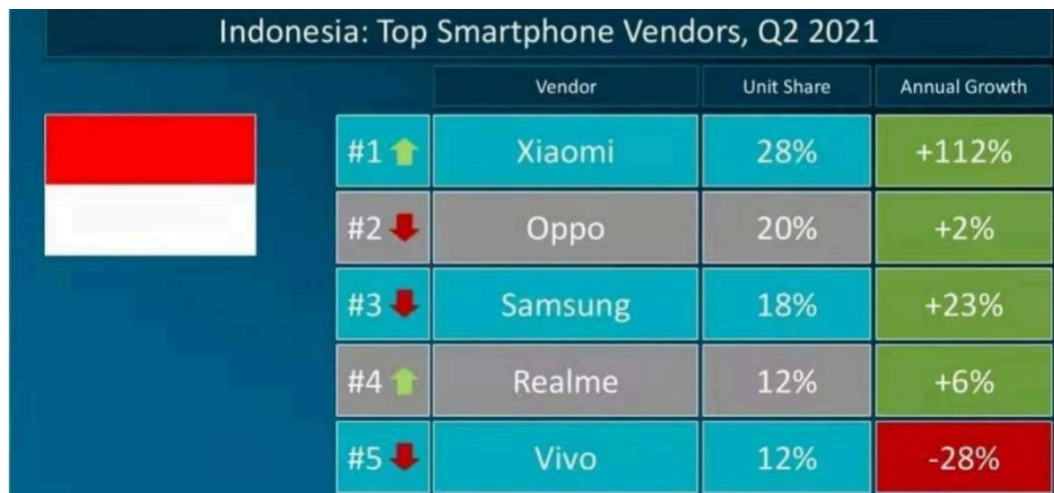 Indonesia: Top Smartphone Vendors, Q2 2021
Vendor Unit Share Annual Growth
#1 Xiaomi 28% +112%
#2 Oppo 20% +2%
#3 Samsung 18% +23%
#4 Realme 12% +6%
#5 Vivo 12% -28%